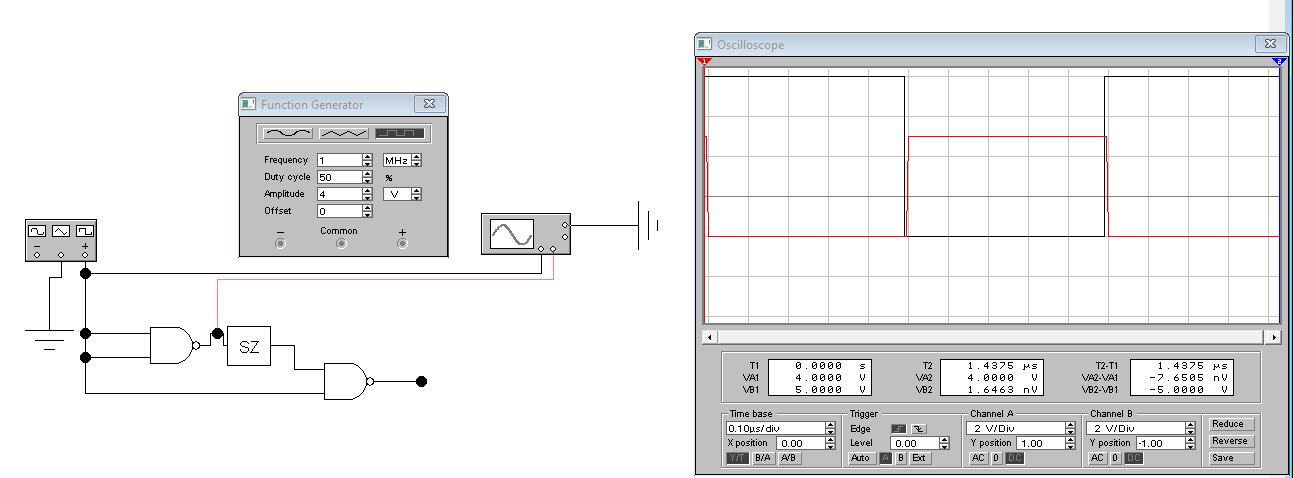 Oscilloscope
1
2
Function Generator
Frequency 1 MHz
Duty cycle 50 %
Amplitude 4 V
Offset 0
− Common +
− +
SZ
T1 0.0000 s T2 1.4375 µs T2-T1 1.4375 µs
VA1 4.0000 V VA2 4.0000 V VA2-VA1 -7.6505 nV
VB1 5.0000 V VB2 1.6463 nV VB2-VB1 -5.0000 V
Time base Trigger Channel A Channel B Reduce
0.10µs/div Edge 2 V/Div 2 V/Div
X position 0.00 Level 0.00 Y position 1.00 Y position -1.00 Reverse
Y/T B/A A/B Auto A B Ext AC 0 DC AC 0 DC Save